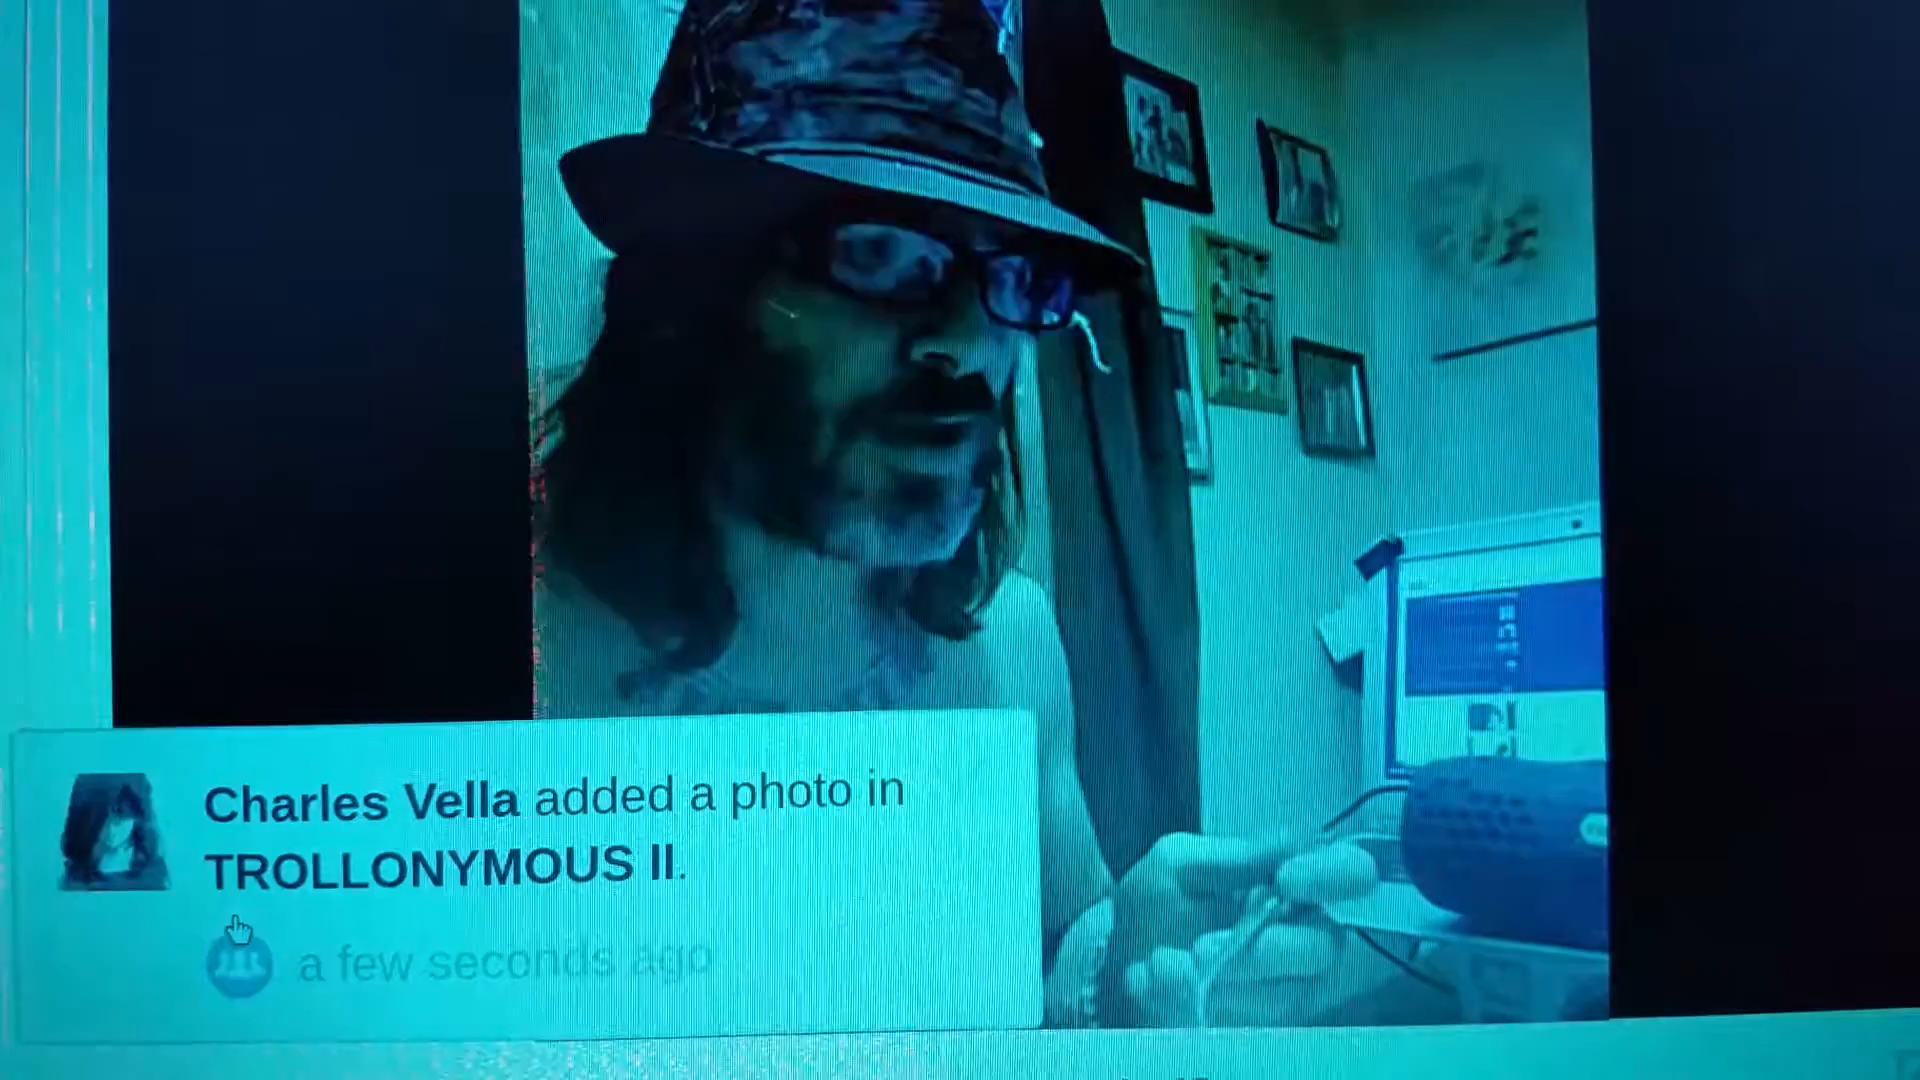 Charles Vella added a photo in
TROLLONYMOUS II.
a few seconds ago